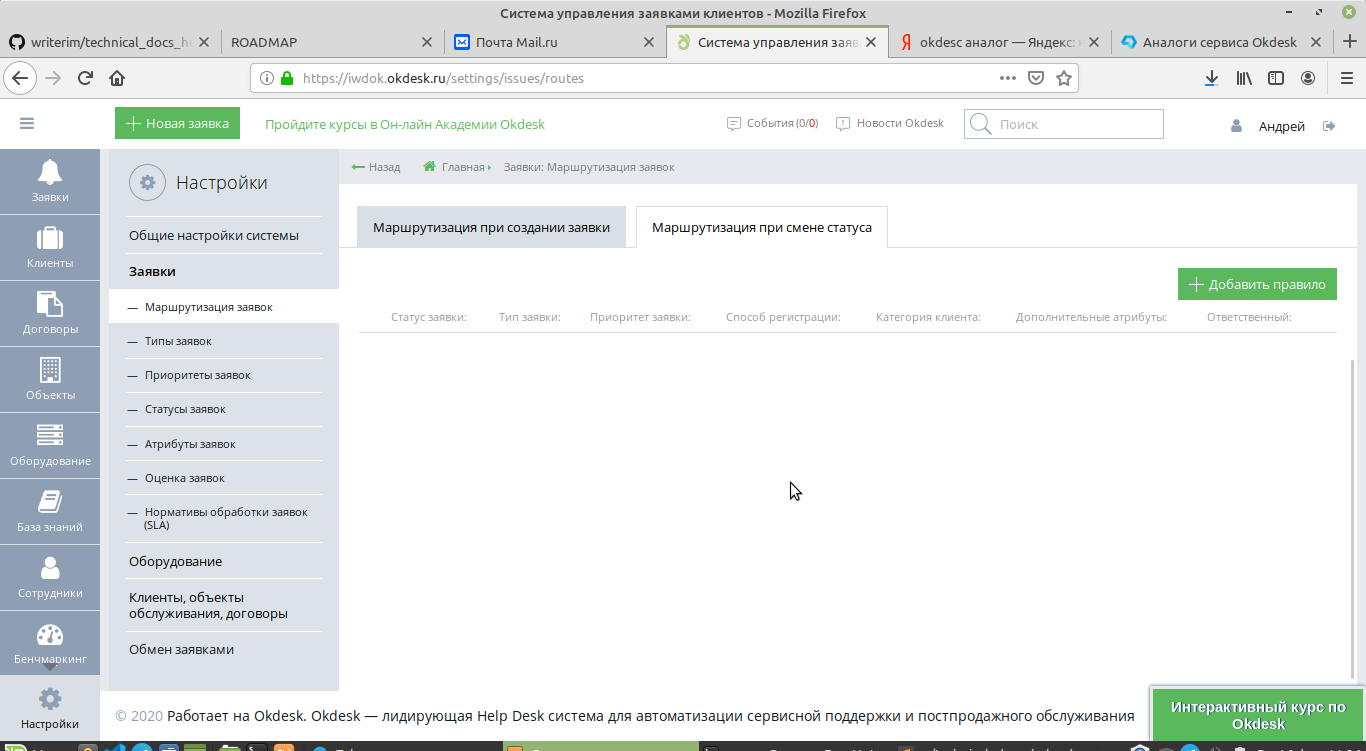 Система управления заявками клиентов - Mozilla Firefox
writerim/technical_docs_he
ROADMAP
Почта Mail.ru
Система управления заяв
okdesc аналог — Яндекс:
Аналоги сервиса Okdesk
https://iwdok.okdesk.ru/settings/issues/routes
Новая заявка
Пройдите курсы в Он-лайн Академии Okdesk
События (0/0)
Новости Okdesk
Поиск
Андрей
Заявки
Клиенты
Договоры
Объекты
Оборудование
База знаний
Сотрудники
Бенчмаркинг
Настройки
Настройки
Общие настройки системы
Заявки
— Маршрутизация заявок
— Типы заявок
— Приоритеты заявок
— Статусы заявок
— Атрибуты заявок
— Оценка заявок
— Нормативы обработки заявок
(SLA)
Оборудование
Клиенты, объекты
обслуживания, договоры
Обмен заявками
Назад
Главная
Заявки: Маршрутизация заявок
Маршрутизация при создании заявки
Маршрутизация при смене статуса
Добавить правило
Статус заявки:
Тип заявки:
Приоритет заявки:
Способ регистрации:
Категория клиента:
Дополнительные атрибуты:
Ответственный:
© 2020 Работает на Okdesk. Okdesk — лидирующая Help Desk система для автоматизации сервисной поддержки и постпродажного обслуживания
Интерактивный курс по
Okdesk